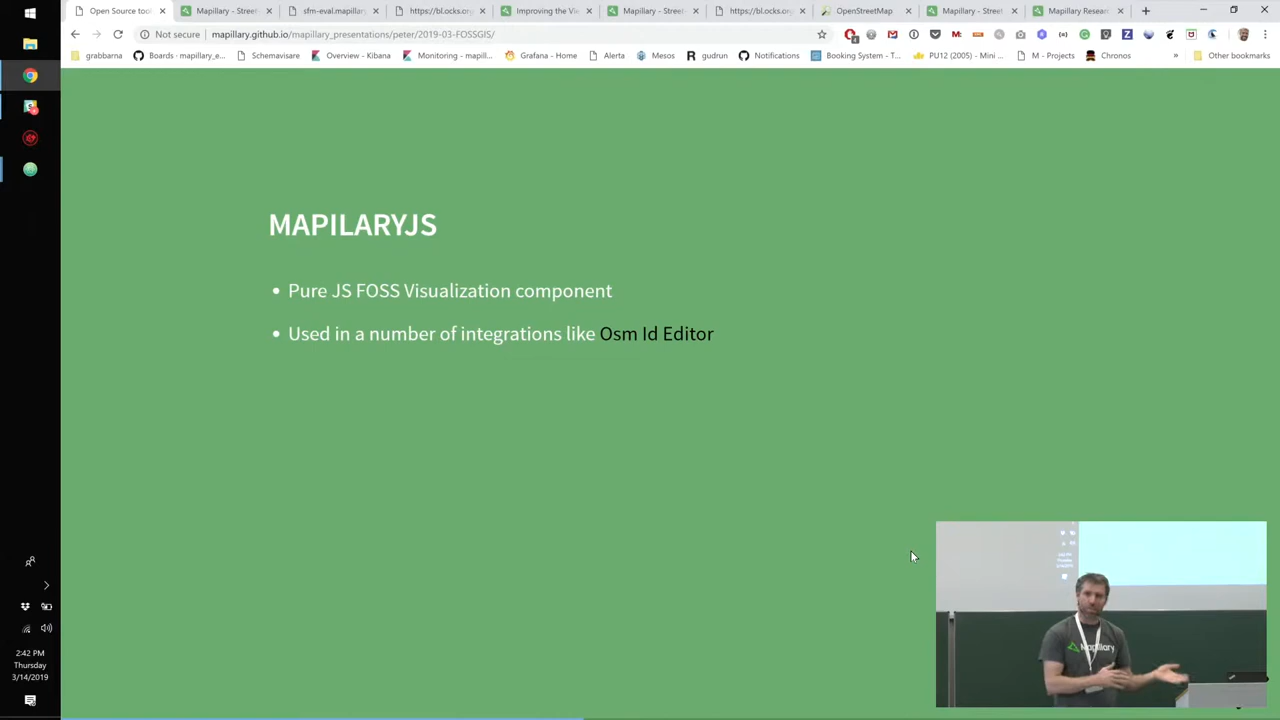 Open Source tool
Mapillary - Street
sfm-eval.mapillary
https://bl.ocks.org
Improving the Vi
Mapillary - Street
https://bl.ocks.org
OpenStreetMap
Mapillary - Street
Mapillary Resear
Not secure
mapillary.github.io/mapillary_presentations/peter/2019-03-FOSSGIS/
grabbarna
Boards · mapillary_e...
Schemavisare
Overview - Kibana
Monitoring - mapil...
Grafana - Home
Alerta
Mesos
gudrun
Notifications
Booking System - T...
PU12 (2005) - Mini ...
M - Projects
Chronos
»
Other bookmarks
MAPILARYJS
• Pure JS FOSS Visualization component
• Used in a number of integrations like Osm Id Editor
Mapillary
2:42 PM
Thursday
3/14/2019